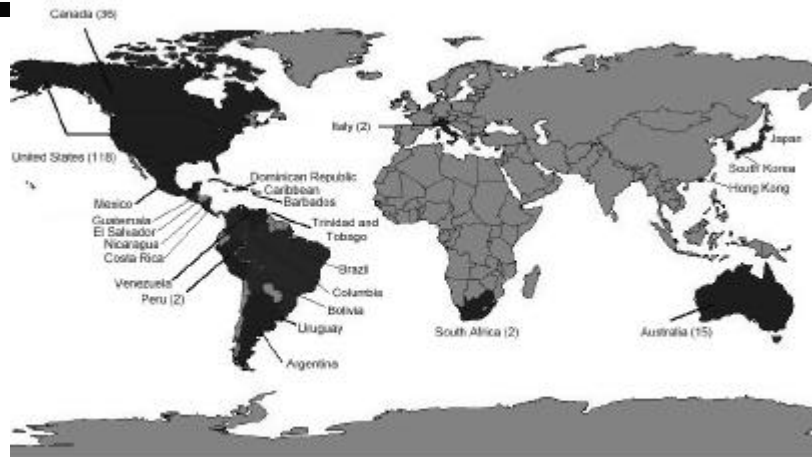 Canada (36)
Italy (2)
Japan
United States (118)
South Korea
Dominican Republic
Caribbean
Hong Kong
Mexico
Barbados
Guatemala
Trinidad and
El Salvador
Tobago
Nicaragua
Costa Rica
Brazil
Venezuela
Columbia
Peru (2)
Bolivia
Uruguay
South Africa (2)
Australia (15)
Argentina